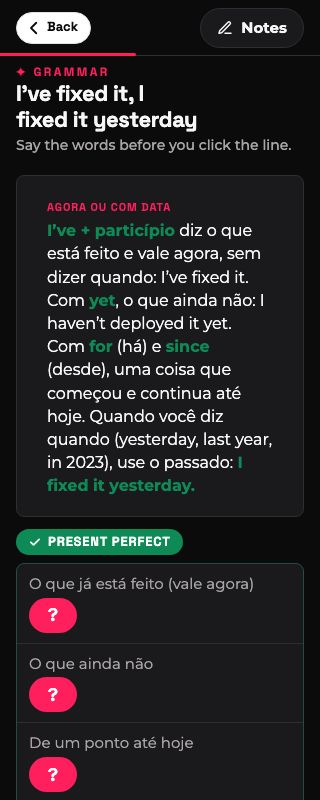 Back
Notes
GRAMMAR
I've fixed it, I
fixed it yesterday
Say the words before you click the line.
AGORA OU COM DATA
I've + particípio diz o que
está feito e vale agora, sem
dizer quando: I've fixed it.
Com yet, o que ainda não: I
haven't deployed it yet.
Com for (há) e since
(desde), uma coisa que
começou e continua até
hoje. Quando você diz
quando (yesterday, last year,
in 2023), use o passado: I
fixed it yesterday.
PRESENT PERFECT
O que já está feito (vale agora)
?
O que ainda não
?
De um ponto até hoje
?